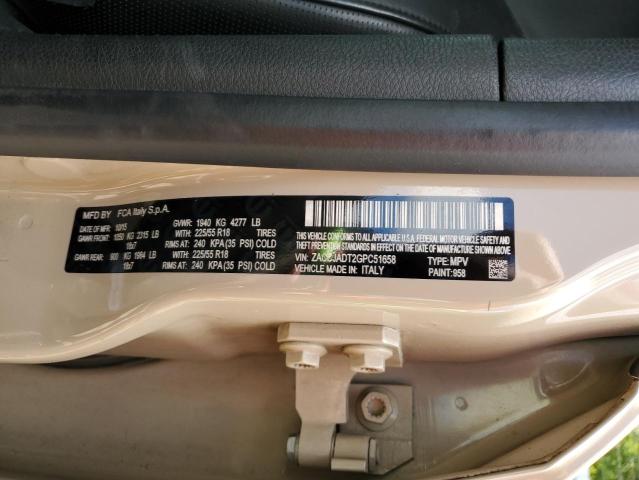 MFD BY FCA Italy S.p.A.
DATE OF MFR: 10/15 GVWR: 1940 KG 4277 LB
GAWR FRONT: 1050 KG 2315 LB WITH: 225/55 R18
18x7 RIMS AT: 240 KPA(35 PSI) COLD
GAWR REAR: 900 KG 1984 LB WITH: 225/55 R18
18x7 RIMS AT: 240 KPA(35 PSI) COLD
THIS VEHICLE CONFORMS TO ALL APPLICABLE U.S.A. FEDERAL MOTOR VEHICLE SAFETY
AND THEFT PREVENTION STANDARDS IN
EFFECT ON THE DATE OF MANUFACTURE SHOWN ABOVE.
VIN: TYPE: MPV
VEHICLE MADE IN: ITALY PAINT: 958